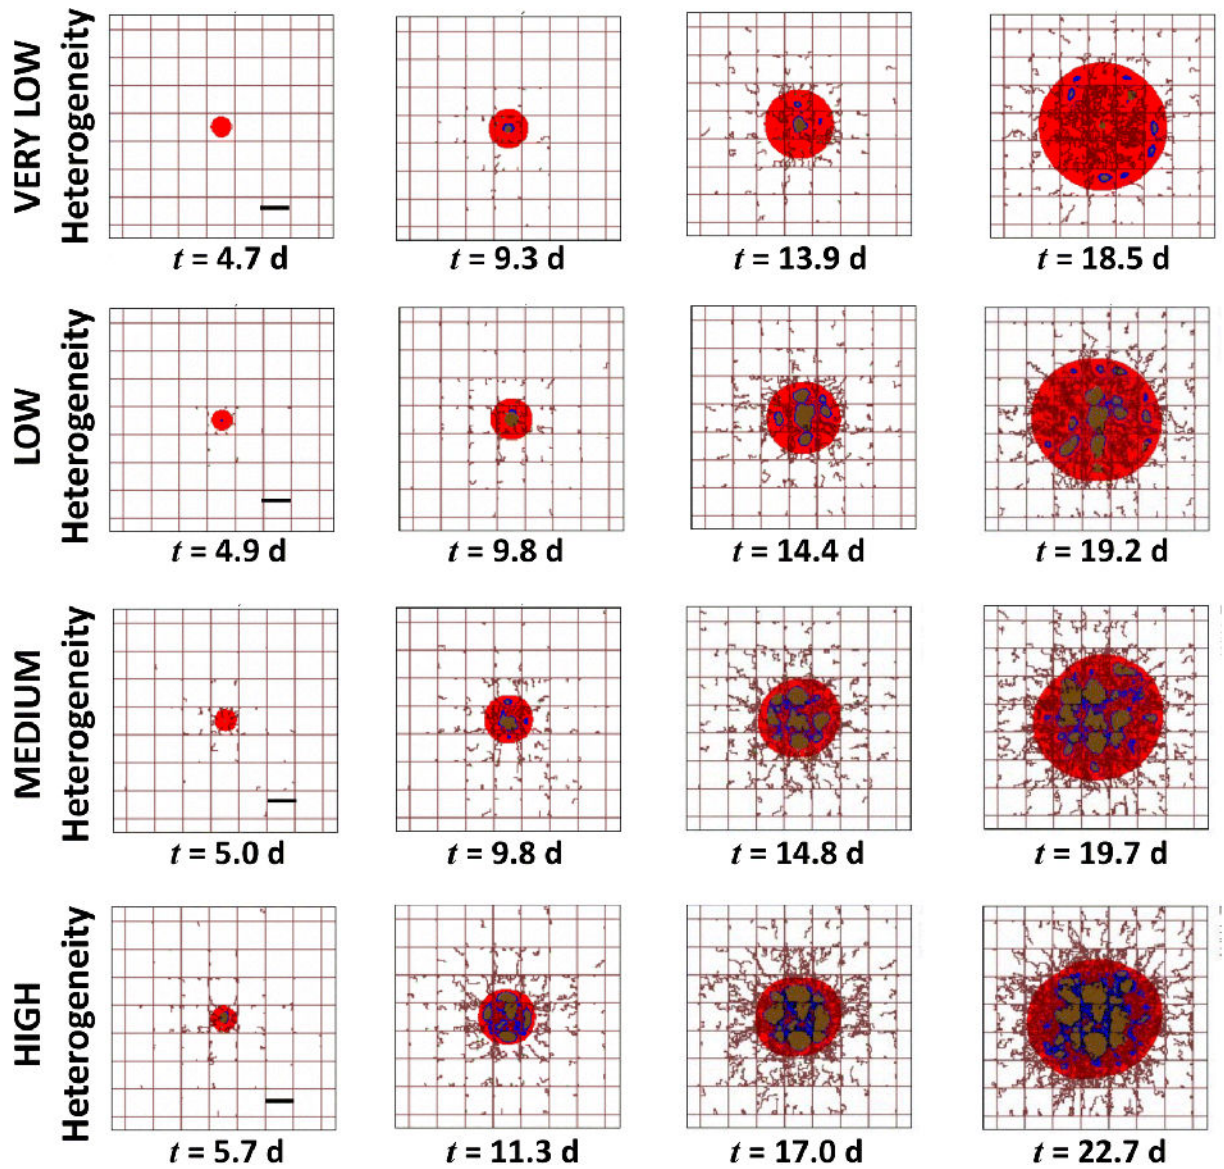 VERY LOW
Heterogeneity
t = 4.7 d
t = 9.3 d
t = 13.9 d
t = 18.5 d
LOW
Heterogeneity
t = 4.9 d
t = 9.8 d
t = 14.4 d
t = 19.2 d
MEDIUM
Heterogeneity
t = 5.0 d
t = 9.8 d
t = 14.8 d
t = 19.7 d
HIGH
Heterogeneity
t = 5.7 d
t = 11.3 d
t = 17.0 d
t = 22.7 d